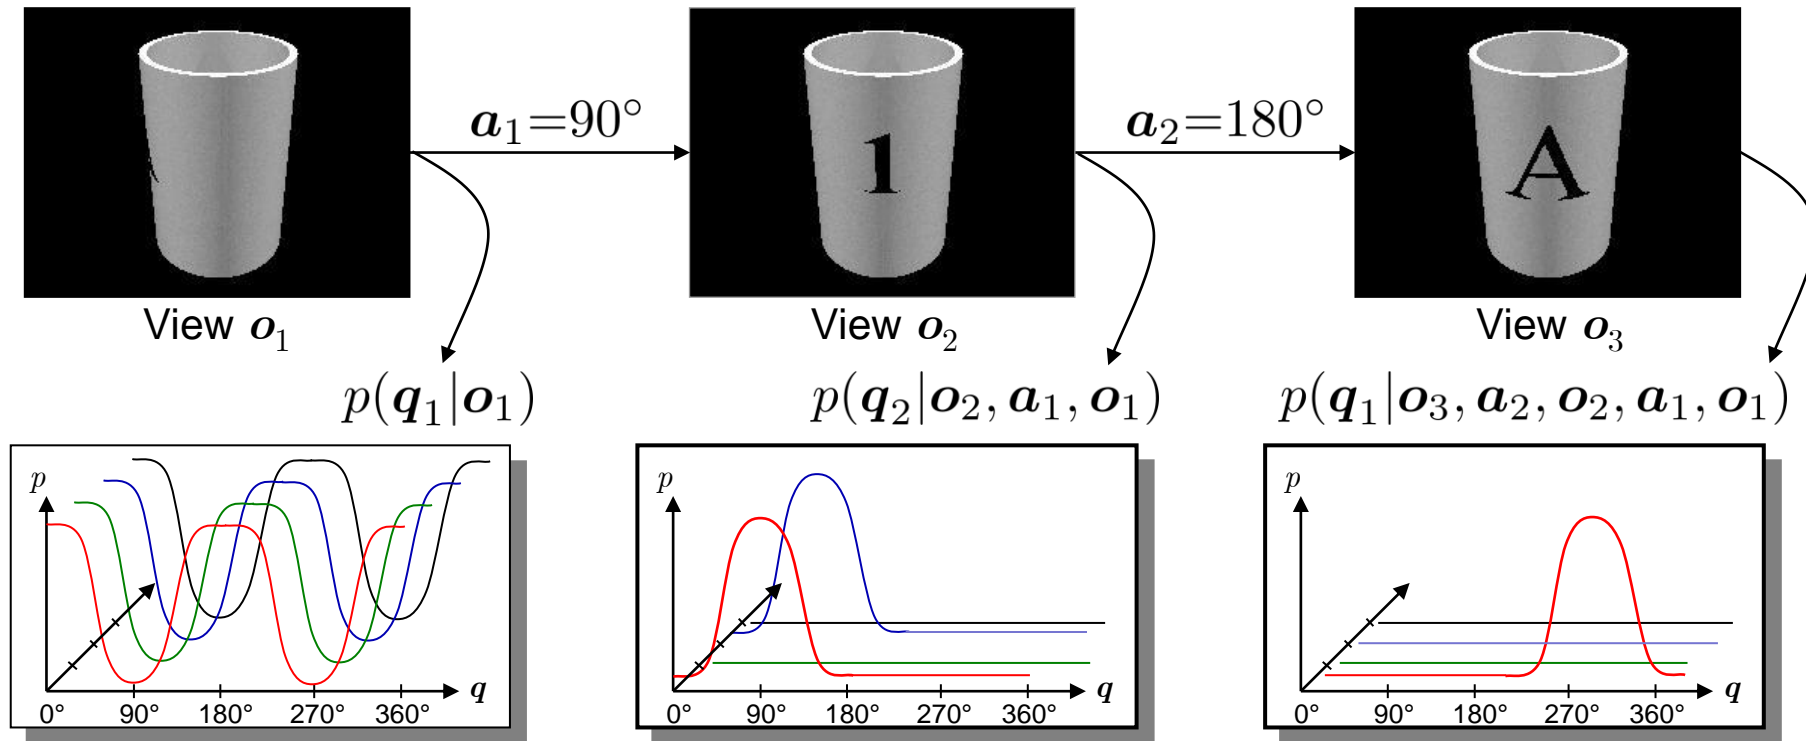 a₁=90°
a₂=180°
1
A
View o₁
View o₂
View o₃
p(q₁|o₁)
p(q₂|o₂, a₁, o₁)
p(q₁|o₃, a₂, o₂, a₁, o₁)
p
q
0° 90° 180° 270° 360°
p
q
0° 90° 180° 270° 360°
p
q
0° 90° 180° 270° 360°